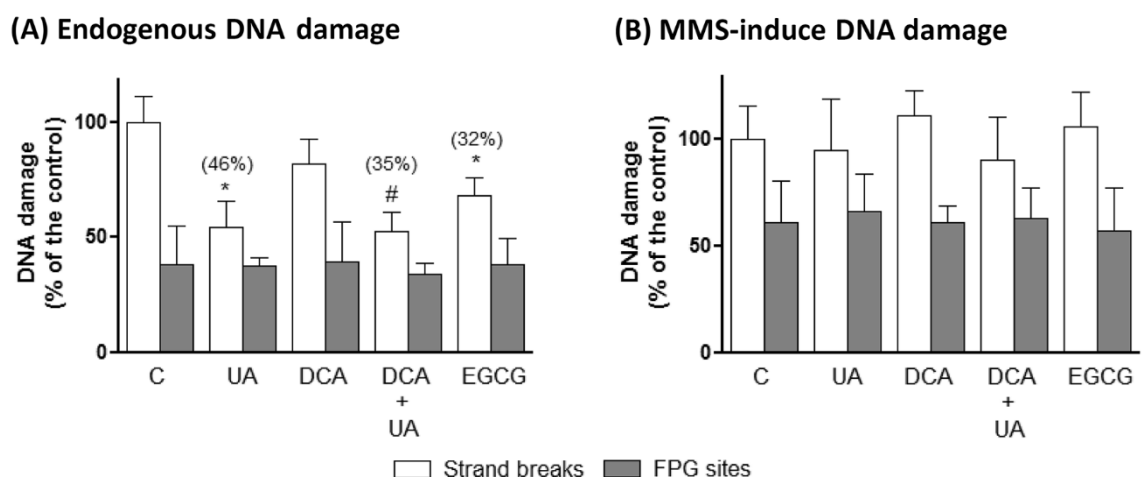 (A) Endogenous DNA damage
DNA damage
(% of the control)
100
50
0
(46%)
*
(35%)
#
(32%)
*
C UA DCA DCA EGCG
+
UA
(B) MMS-induce DNA damage
DNA damage
(% of the control)
100
50
0
C UA DCA DCA EGCG
+
UA
Strand breaks FPG sites